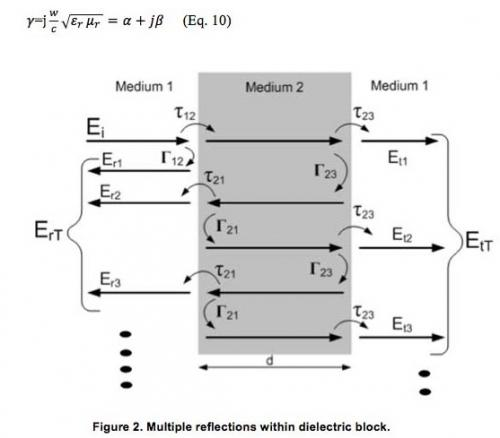 γ=j w/c √εr μr = α + jβ (Eq. 10)
Medium 1 Medium 2 Medium 1
τ12 τ23
Ei
Er1 Γ12 Γ23 Et1
τ21
Er2 τ23
ErT Γ21 Et2 EtT
τ21 Γ23
Er3
Γ21 τ23
Et3
d
Figure 2. Multiple reflections within dielectric block.